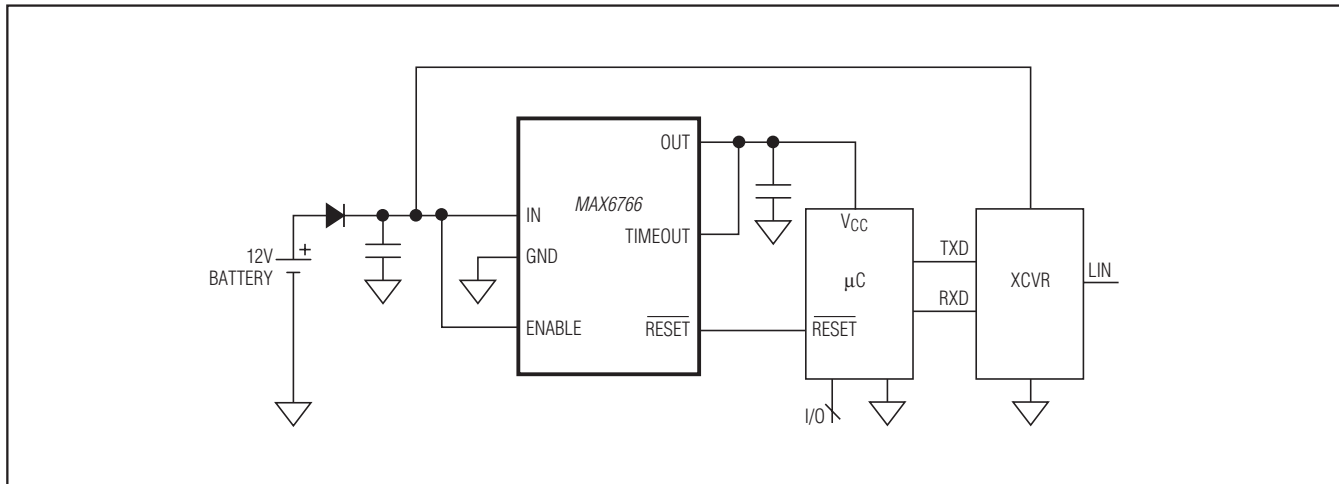 OUT
MAX6766
IN
TIMEOUT
VCC
GND
12V
BATTERY
+
TXD
µC
XCVR
LIN
RXD
ENABLE
RESET
RESET
I/O